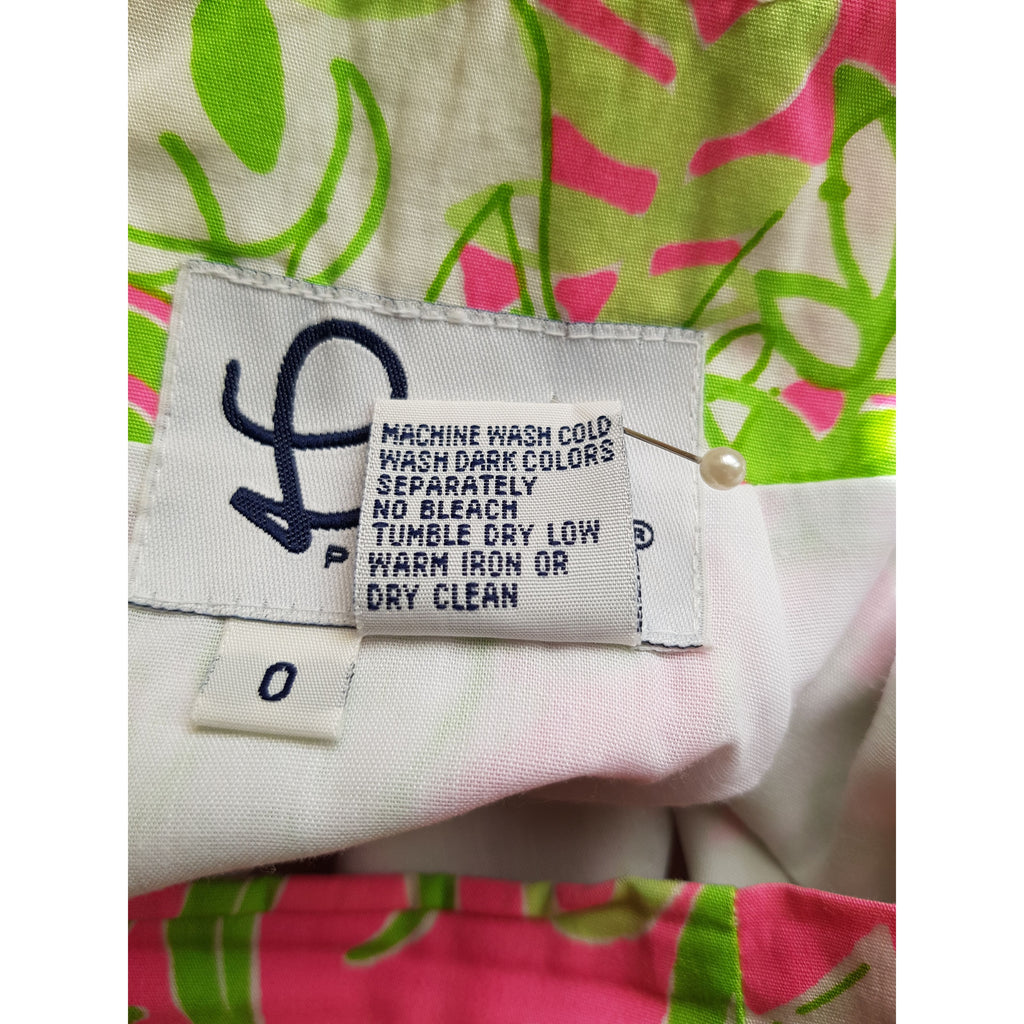 P
®
MACHINE WASH COLD
WASH DARK COLORS
SEPARATELY
NO BLEACH
TUMBLE DRY LOW
WARM IRON OR
DRY CLEAN
0